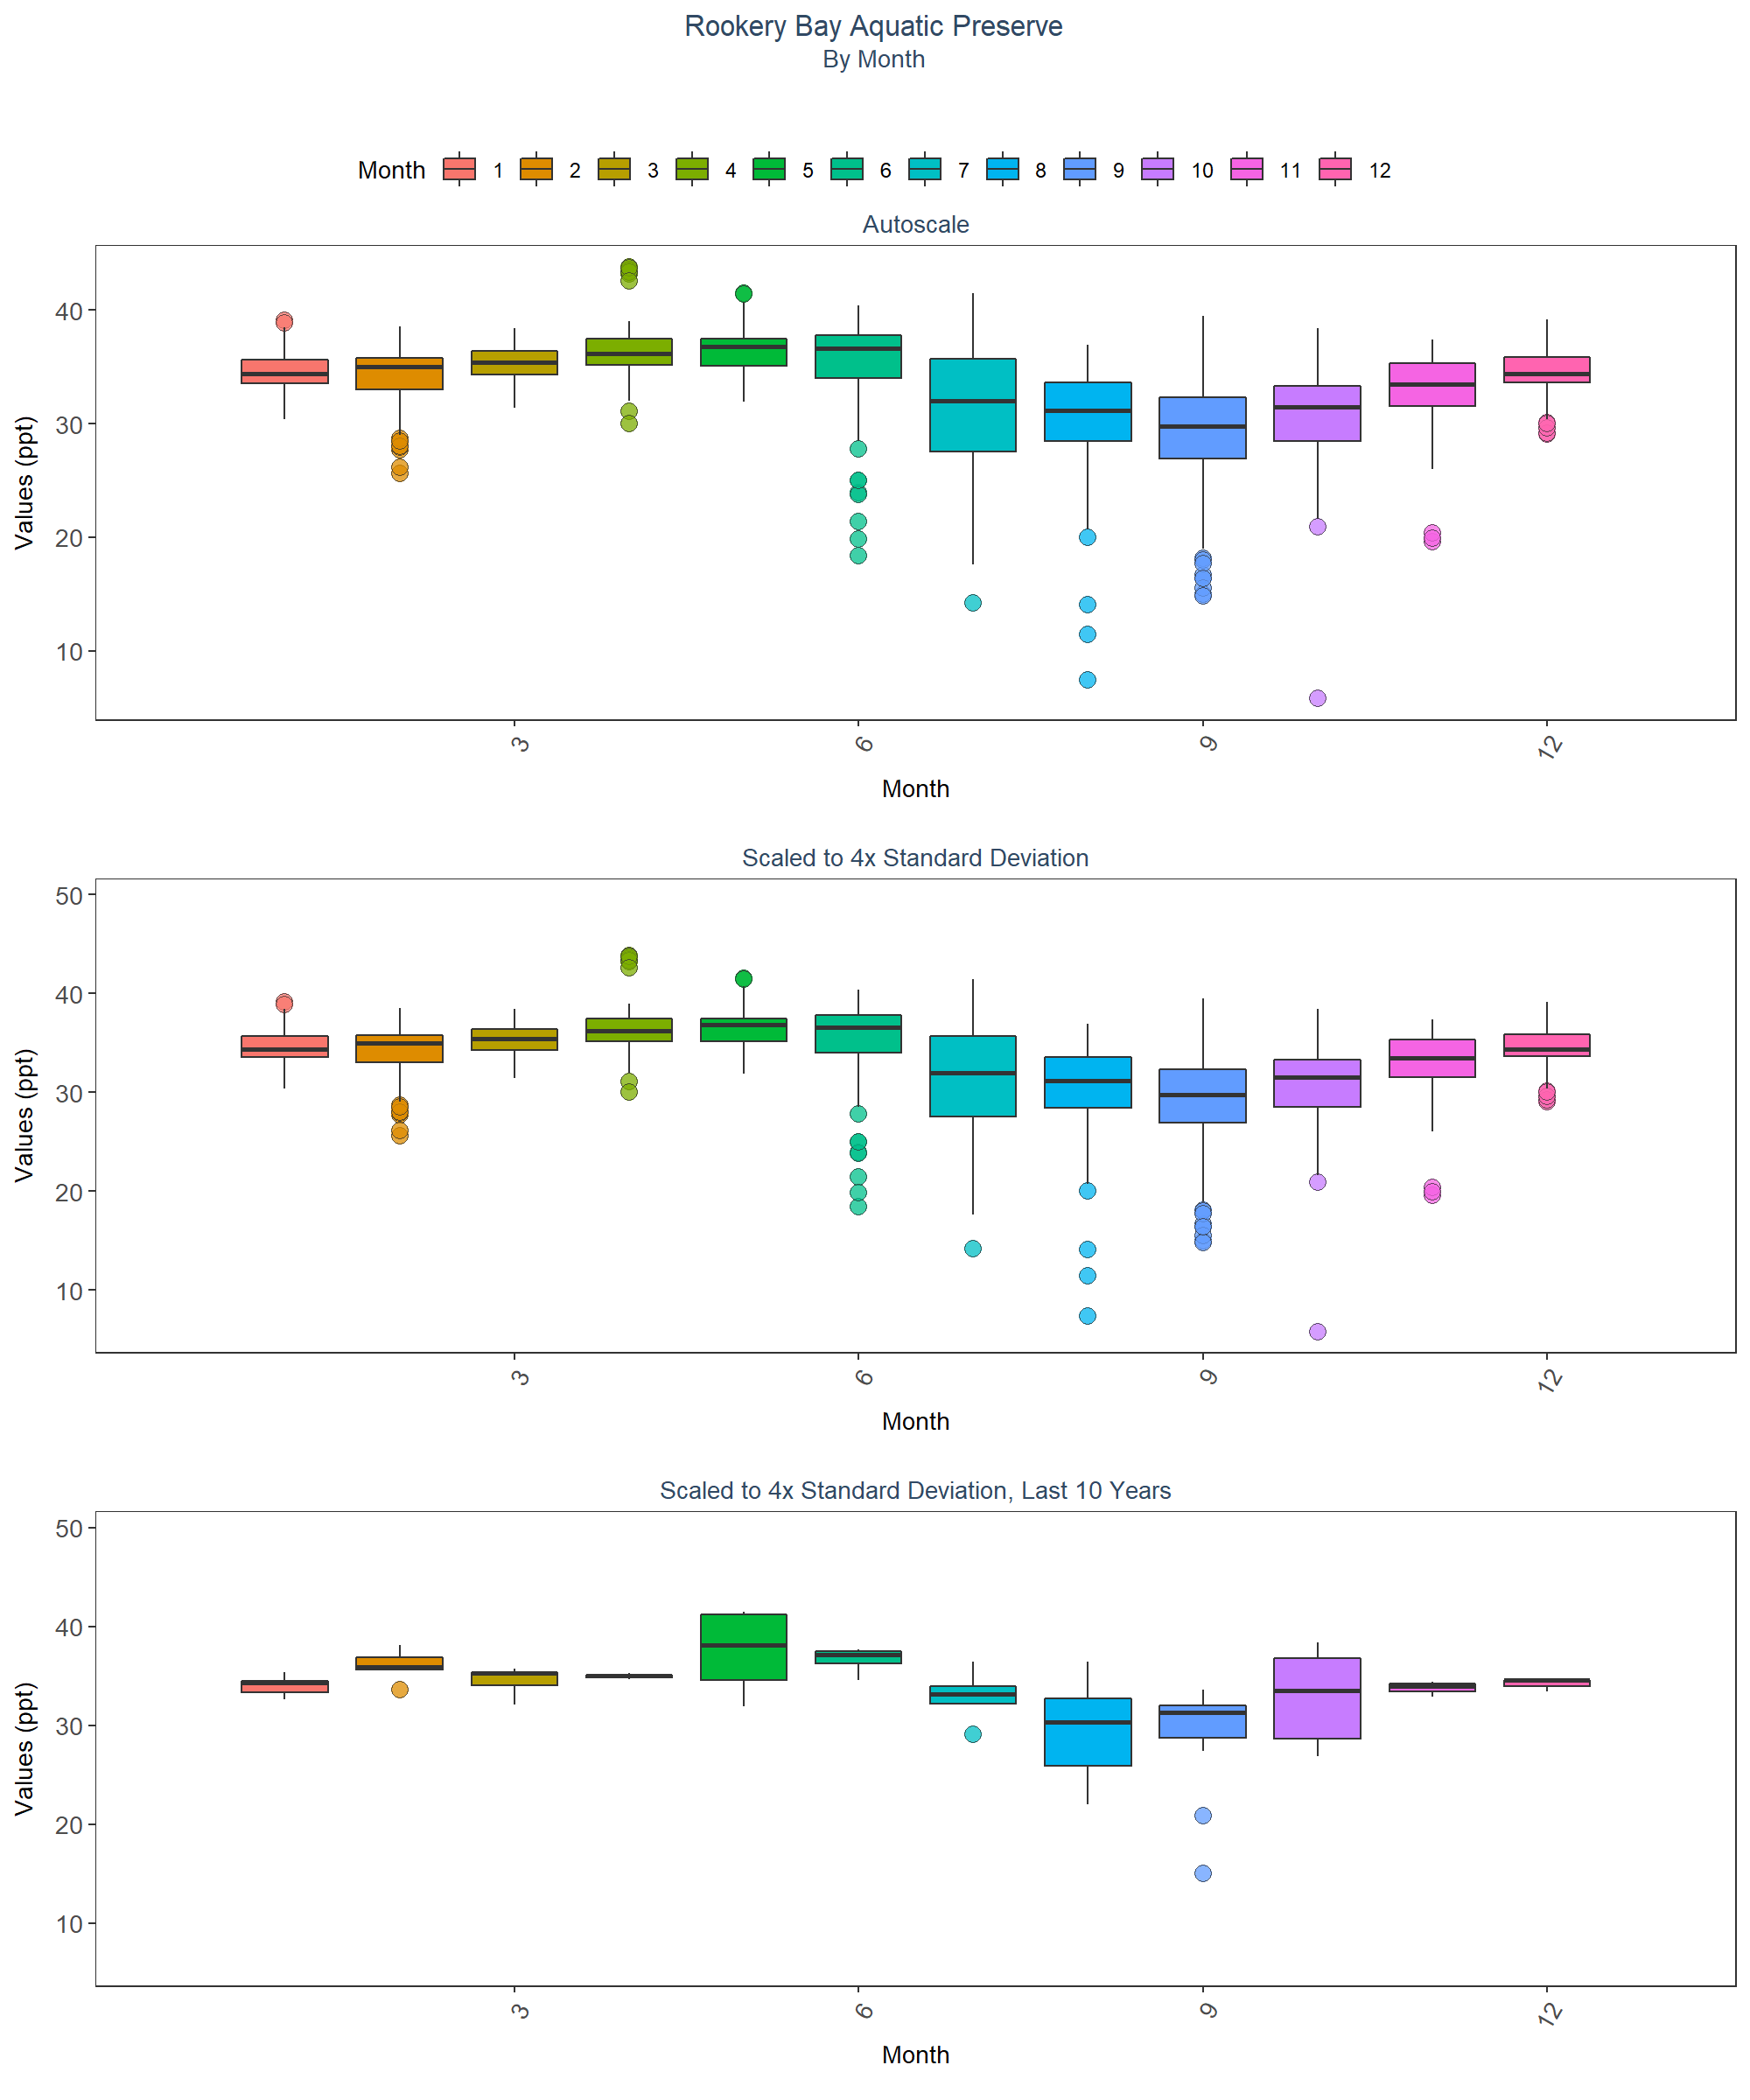 Rookery Bay Aquatic Preserve
By Month
Month 1 2 3 4 5 6 7 8 9 10 11 12
Autoscale
Values (ppt)
40
30
20
10
3 6 9 12
Month
Scaled to 4x Standard Deviation
Values (ppt)
50
40
30
20
10
3 6 9 12
Month
Scaled to 4x Standard Deviation, Last 10 Years
Values (ppt)
50
40
30
20
10
3 6 9 12
Month